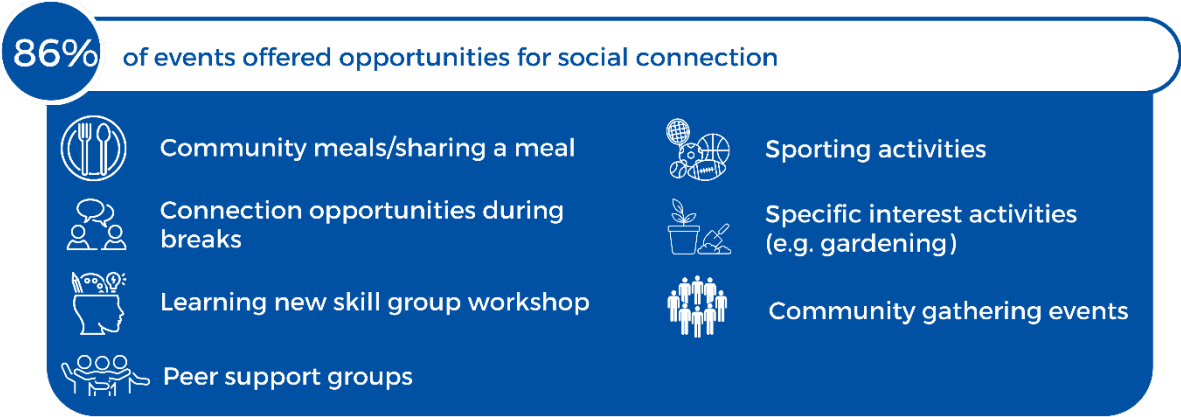 86% of events offered opportunities for social connection
Community meals/sharing a meal
Connection opportunities during
breaks
Learning new skill group workshop
Peer support groups
Sporting activities
Specific interest activities
(e.g. gardening)
Community gathering events